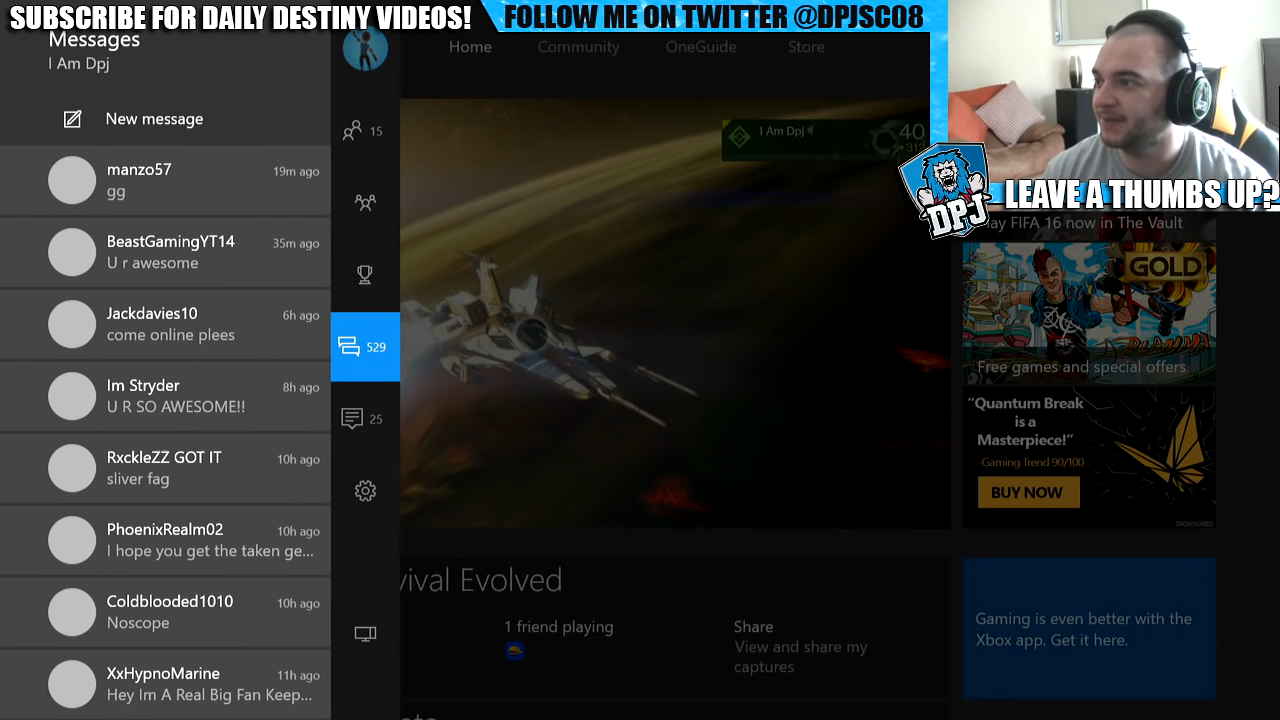 SUBSCRIBE FOR DAILY DESTINY VIDEOS!
FOLLOW ME ON TWITTER @DPJSC08
Messages
I Am Dpj
New message
manzo57 19m ago
gg
BeastGamingYT14 35m ago
U r awesome
Jackdavies10 6h ago
come online plees
Im Stryder 8h ago
U R SO AWESOME!!
RxckleZZ GOT IT 10h ago
sliver fag
PhoenixRealm02 10h ago
I hope you get the taken ge...
Coldblooded1010 10h ago
Noscope
XxHypnoMarine 11h ago
Hey Im A Real Big Fan Keep...
15
529
25
Home Community OneGuide Store
I Am Dpj
40
DPJ
LEAVE A THUMBS UP?
Play FIFA 16 now in The Vault
GOLD
Free games and special offers
“Quantum Break
is a
Masterpiece!”
-Gaming Trend 90/100
BUY NOW
SPONSORED
vival Evolved
1 friend playing
Share
View and share my
captures
Gaming is even better with the
Xbox app. Get it here.